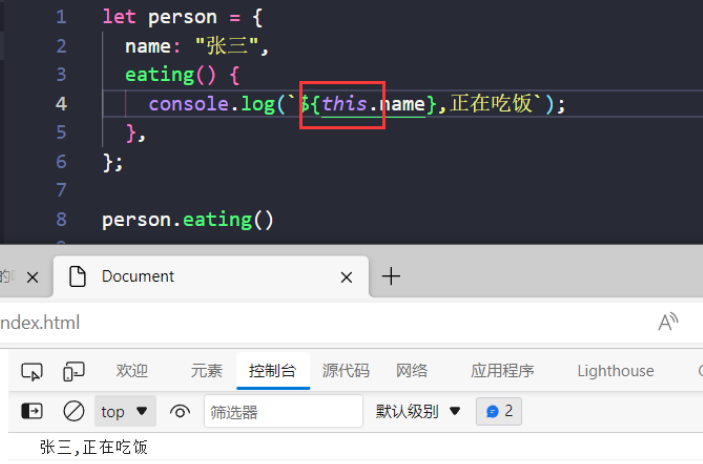 1 let person = {
2 name: "张三",
3 eating() {
4 console.log(`${this.name},正在吃饭`);
5 },
6 };
7
8 person.eating()
Document
ndex.html
欢迎 元素 控制台 源代码 网络 应用程序 Lighthouse
top 筛选器 默认级别 2
张三,正在吃饭